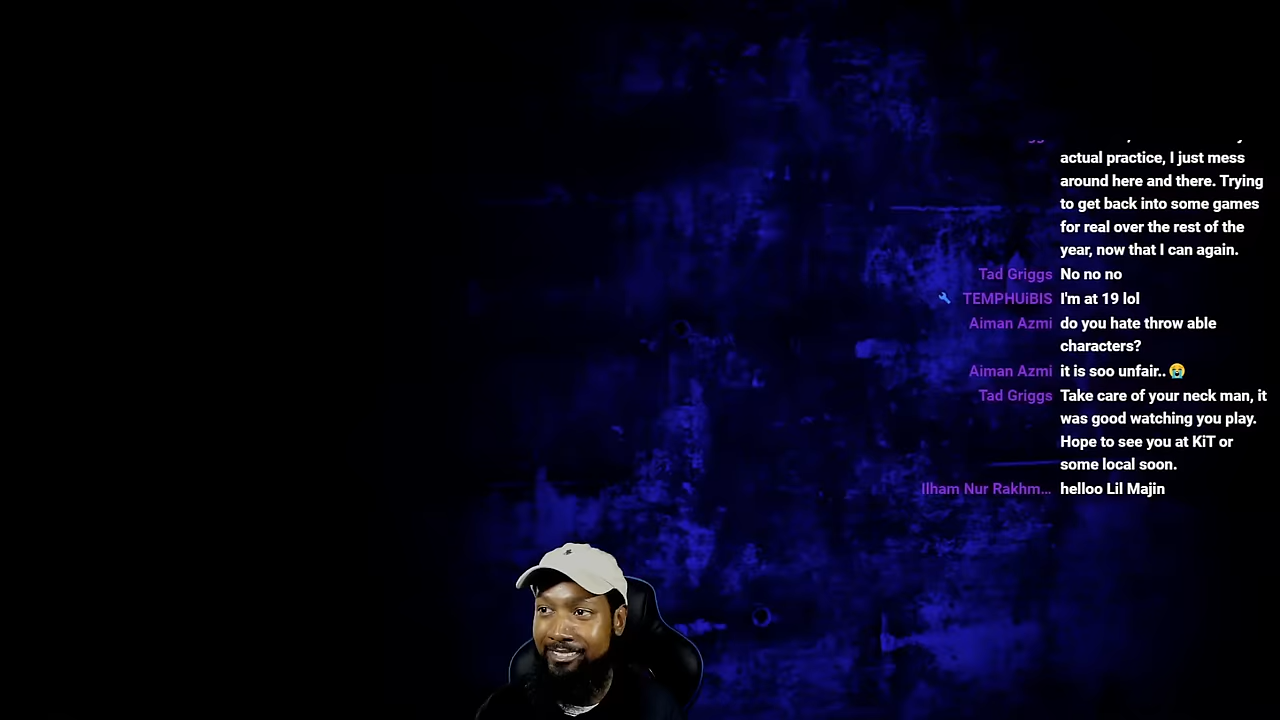 actual practice, I just mess
around here and there. Trying
to get back into some games
for real over the rest of the
year, now that I can again.
Tad Griggs No no no
TEMPHUiBIS I'm at 19 lol
Aiman Azmi do you hate throw able
characters?
Aiman Azmi it is soo unfair..😭
Tad Griggs Take care of your neck man, it
was good watching you play.
Hope to see you at KiT or
some local soon.
Ilham Nur Rakhm... helloo Lil Majin